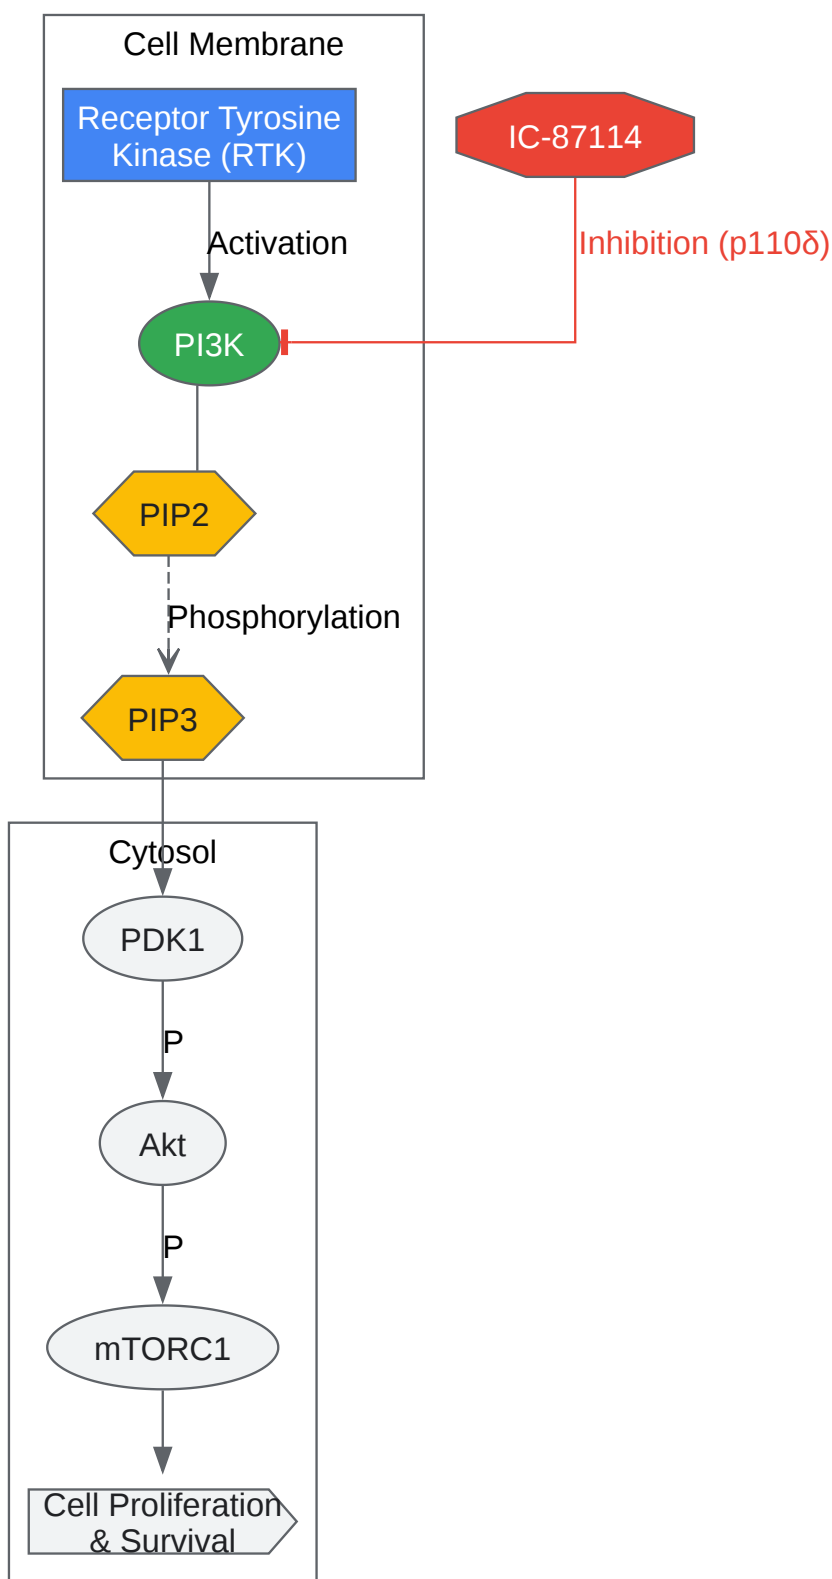 Cell Membrane
Receptor Tyrosine
Kinase (RTK)
IC-87114
Activation
Inhibition (p110δ)
PI3K
PIP2
Phosphorylation
PIP3
Cytosol
PDK1
P
Akt
P
mTORC1
Cell Proliferation
& Survival